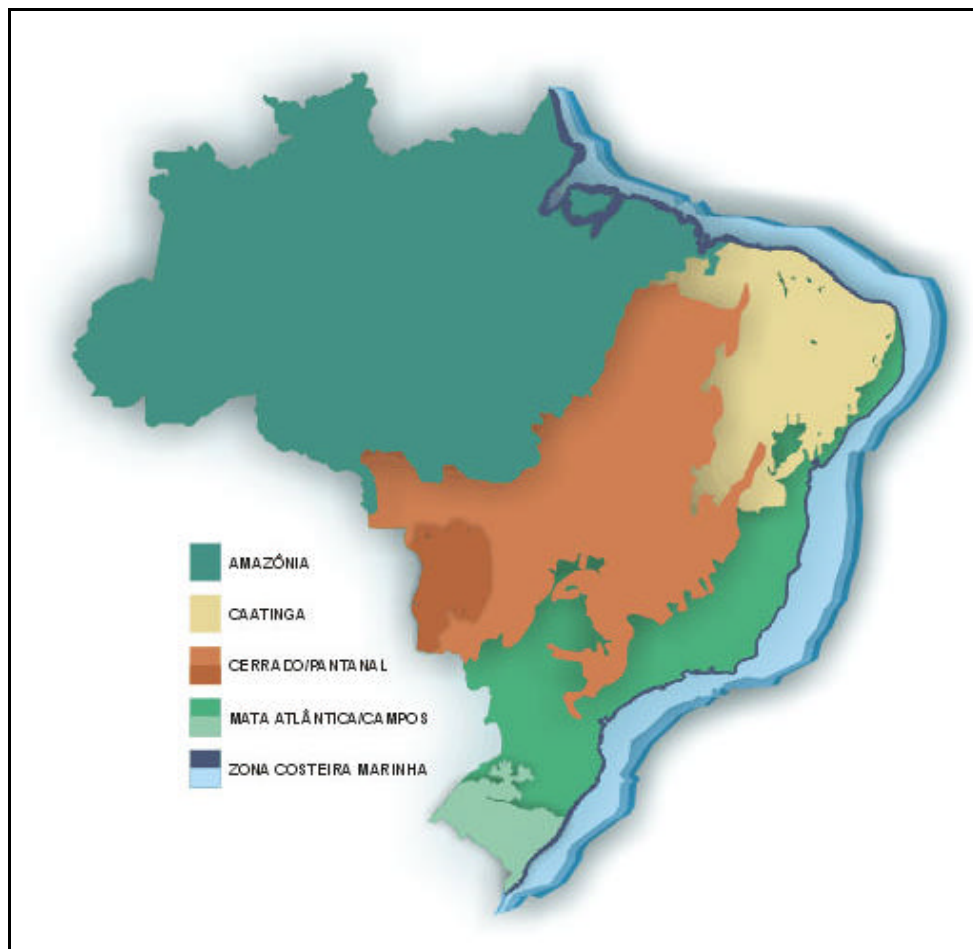 AMAZÔNIA
CAATINGA
CERRADO/PANTANAL
MATA ATLÂNTICA/CAMPOS
ZONA COSTEIRA MARINHA